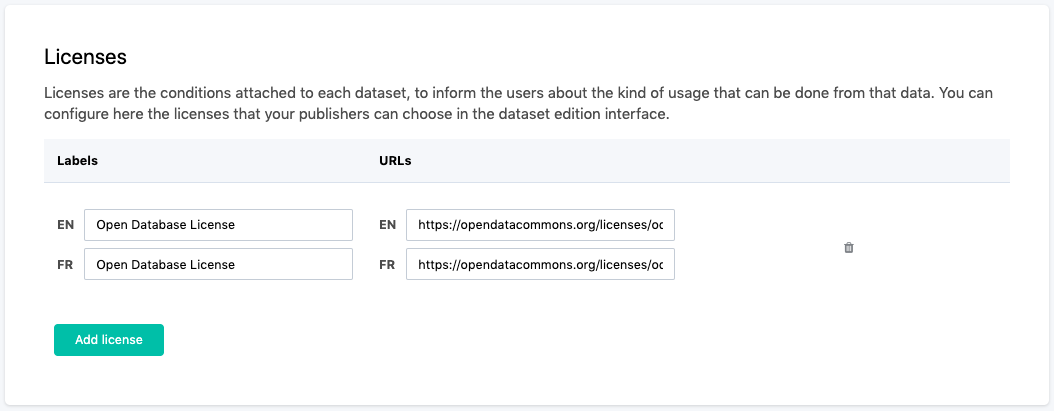 Licenses
Licenses are the conditions attached to each dataset, to inform the users about the kind of usage that can be done from that data. You can
configure here the licenses that your publishers can choose in the dataset edition interface.
Labels URLs
EN Open Database License EN https://opendatacommons.org/licenses/oc
FR Open Database License FR https://opendatacommons.org/licenses/oc
Add license